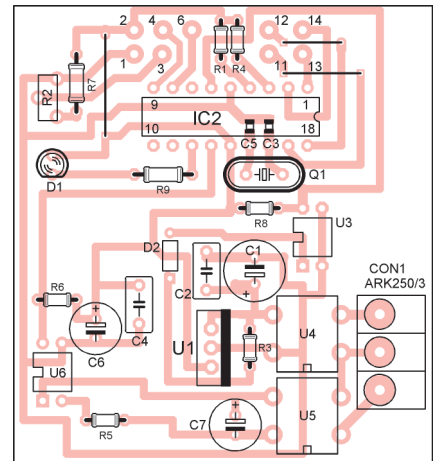 2 4 6 12 14
1 3 11 13
R7 R1 R4
R2
9 1
IC2
10 18
C5 C3
D1 R9 Q1
R8 U3
D2 C1
CON1
ARK250/3
R6 C2
+ + 
C4 U1 R3 U4
C6
U6
+
R5 C7 U5